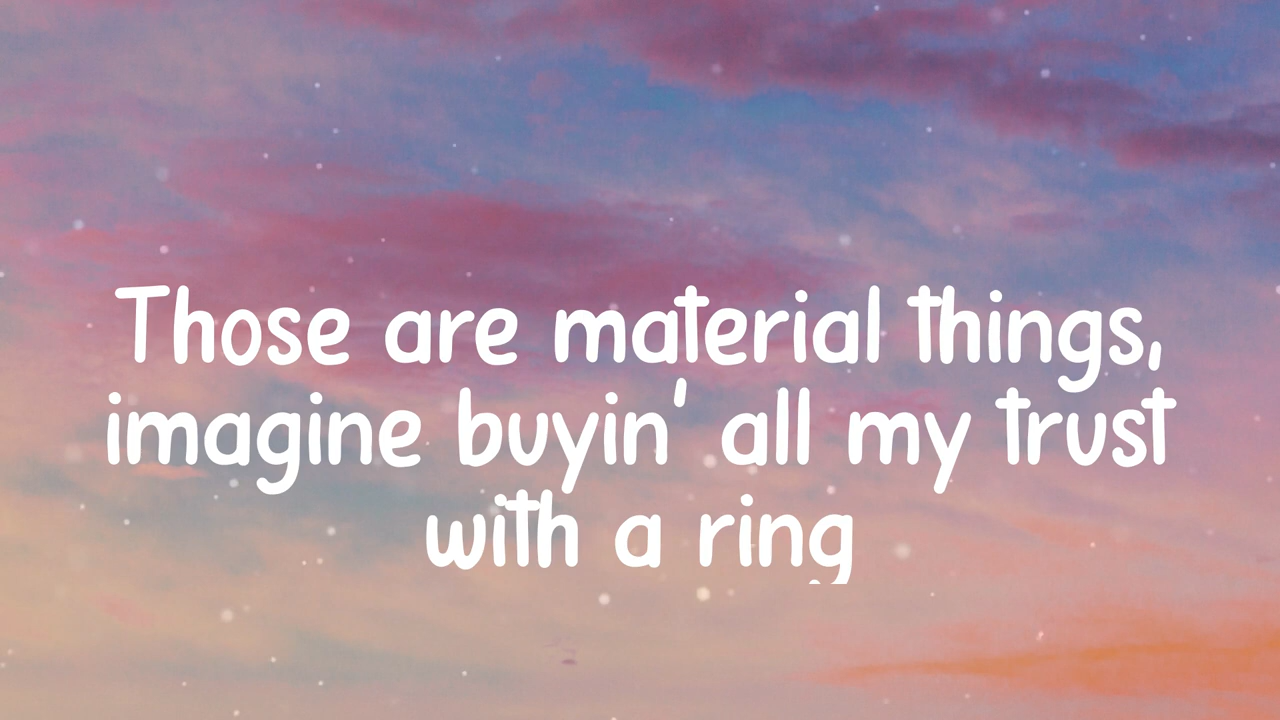 Those are material things,
imagine buyin' all my trust
with a ring